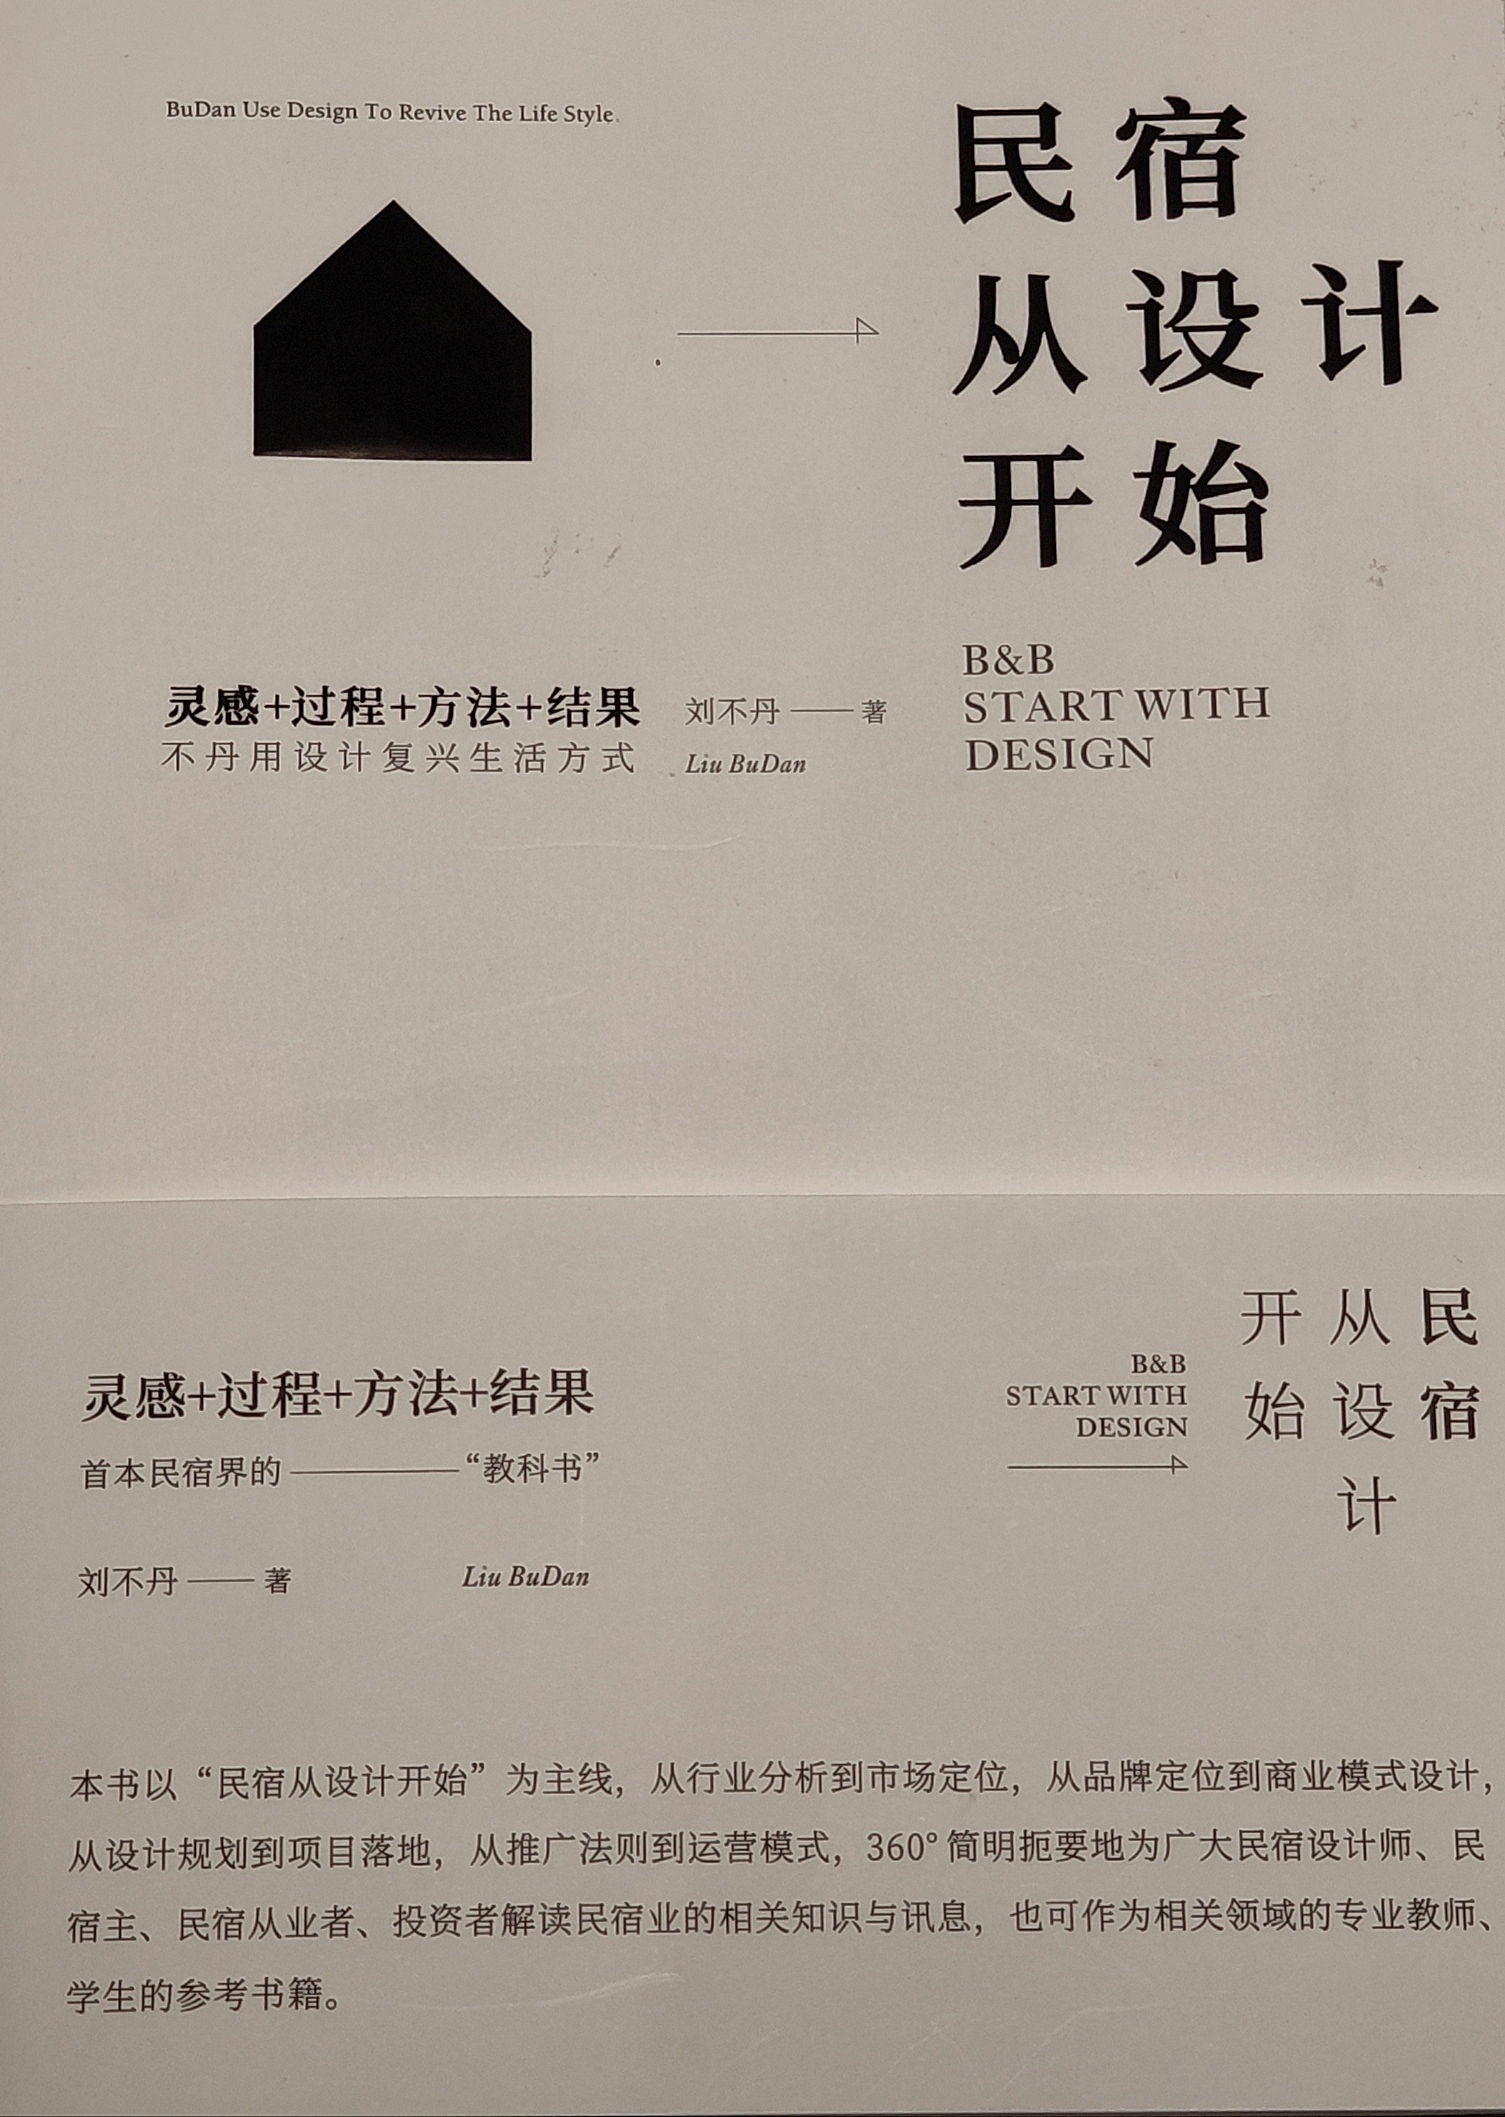 BuDan Use Design To Revive The Life Style.
民宿
从设计
开始
B&B
START WITH
DESIGN
灵感+过程+方法+结果
不丹用设计复兴生活方式
刘不丹——著
Liu BuDan
灵感+过程+方法+结果
首本民宿界的————“教科书”
刘不丹——著 Liu BuDan
B&B
START WITH
DESIGN
民宿
从设计
开始
本书以“民宿从设计开始”为主线，从行业分析到市场定位，从品牌定位到商业模式设计，
从设计规划到项目落地，从推广法则到运营模式，360°简明扼要地为广大民宿设计师、民
宿主、民宿从业者、投资者解读民宿业的相关知识与讯息，也可作为相关领域的专业教师、
学生的参考书籍。